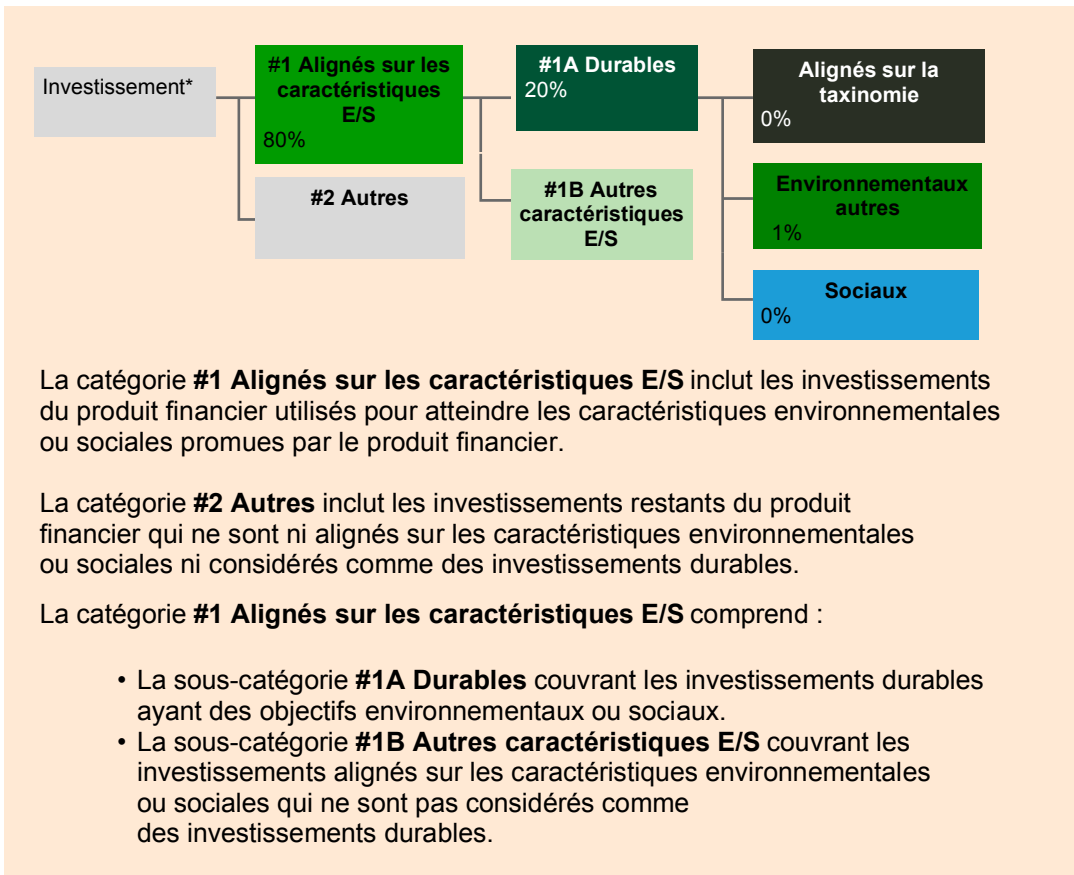 Investissement*
#1 Alignés sur les
caractéristiques
E/S
80%
#2 Autres
#1A Durables
20%
#1B Autres
caractéristiques
E/S
Alignés sur la
taxinomie
0%
Environnementaux
autres
1%
Sociaux
0%
La catégorie #1 Alignés sur les caractéristiques E/S inclut les investissements
du produit financier utilisés pour atteindre les caractéristiques environnementales
ou sociales promues par le produit financier.
La catégorie #2 Autres inclut les investissements restants du produit
financier qui ne sont ni alignés sur les caractéristiques environnementales
ou sociales ni considérés comme des investissements durables.
La catégorie #1 Alignés sur les caractéristiques E/S comprend :
• La sous-catégorie #1A Durables couvrant les investissements durables
ayant des objectifs environnementaux ou sociaux.
• La sous-catégorie #1B Autres caractéristiques E/S couvrant les
investissements alignés sur les caractéristiques environnementales
ou sociales qui ne sont pas considérés comme
des investissements durables.